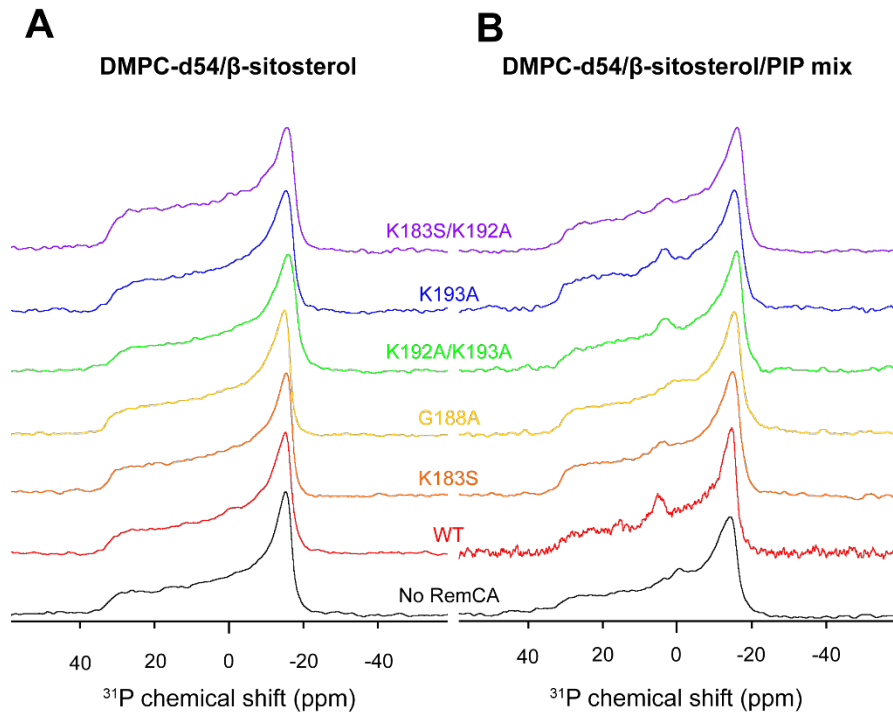 A
B
DMPC-d54/β-sitosterol
DMPC-d54/β-sitosterol/PIP mix
K183S/K192A
K193A
K192A/K193A
G188A
K183S
WT
No RemCA
40 20 0 -20 -40
40 20 0 -20 -40
³¹P chemical shift (ppm)
³¹P chemical shift (ppm)